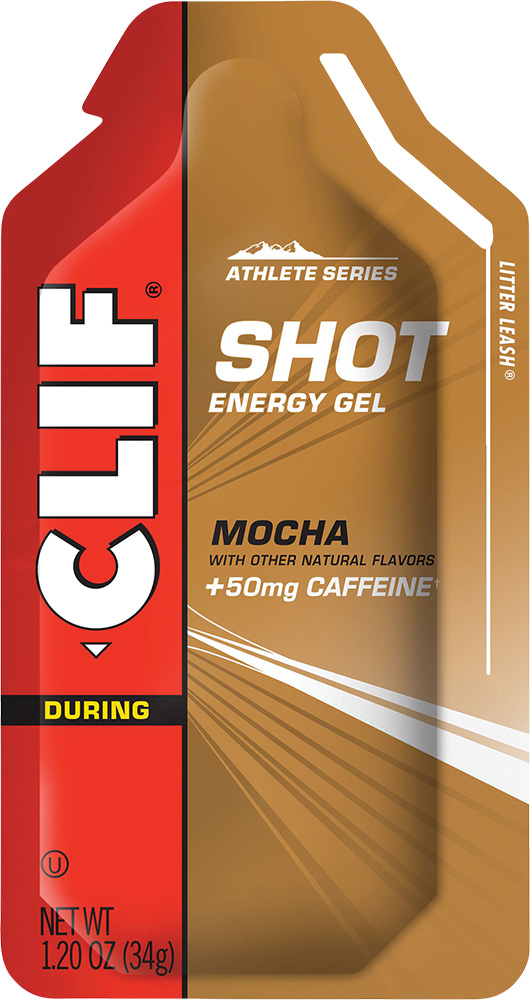 CLIF®
DURING
Ⓤ
NET WT
1.20 OZ (34g)
ATHLETE SERIES
SHOT
ENERGY GEL
MOCHA
WITH OTHER NATURAL FLAVORS
+50mg CAFFEINE†
LITTER LEASH®